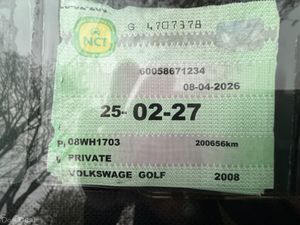 G 4707378
NCT
60058671234
08-04-2026
25- 02-27
08WH1703 200656km
PRIVATE
VOLKSWAGE GOLF 2008